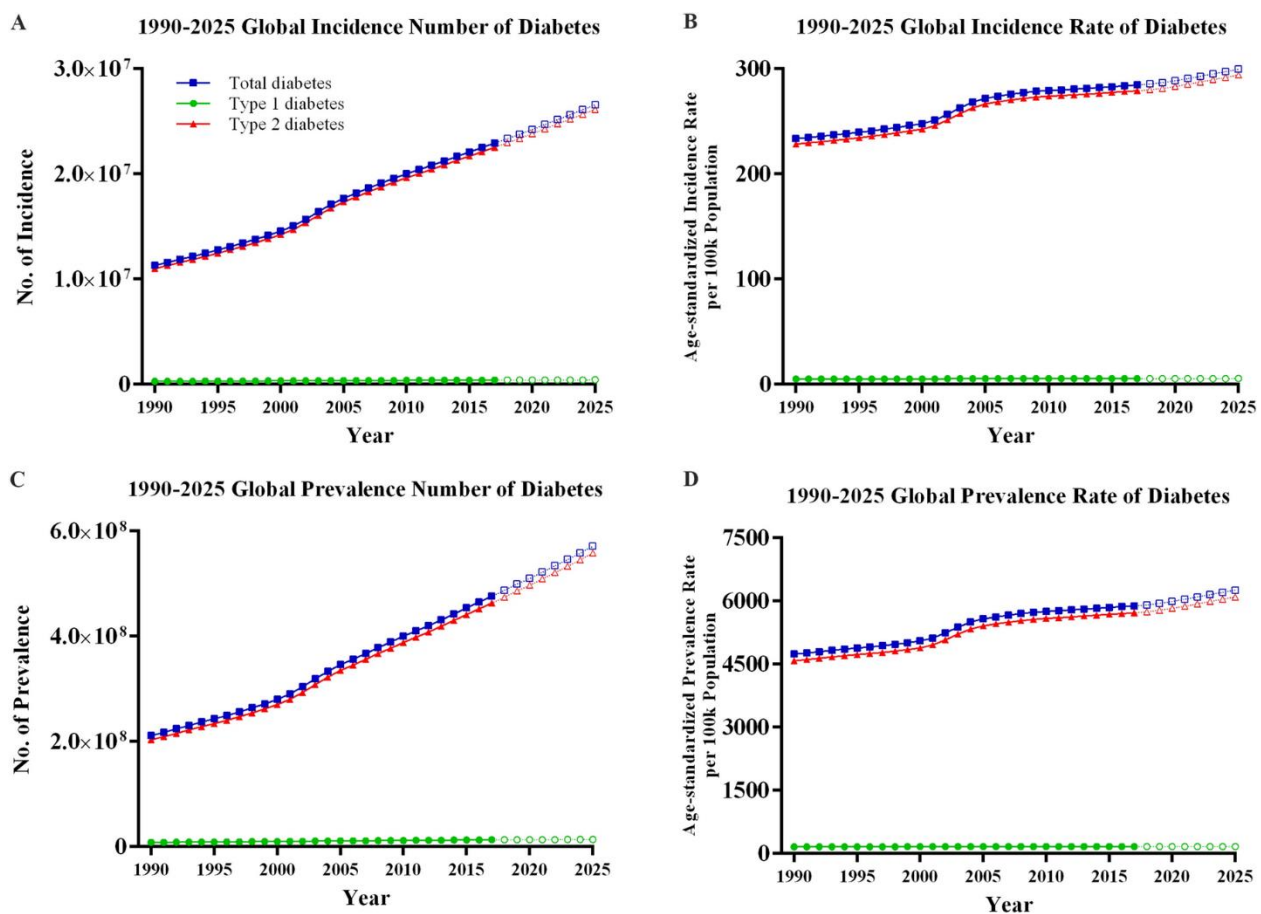 A
1990-2025 Global Incidence Number of Diabetes
3.0×10⁷
2.0×10⁷
1.0×10⁷
0
No. of Incidence
Total diabetes
Type 1 diabetes
Type 2 diabetes
1990 1995 2000 2005 2010 2015 2020 2025
Year
B
1990-2025 Global Incidence Rate of Diabetes
300
200
100
0
Age-standardized Incidence Rate
per 100k Population
1990 1995 2000 2005 2010 2015 2020 2025
Year
C
1990-2025 Global Prevalence Number of Diabetes
6.0×10⁸
4.0×10⁸
2.0×10⁸
0
No. of Prevalence
1990 1995 2000 2005 2010 2015 2020 2025
Year
D
1990-2025 Global Prevalence Rate of Diabetes
7500
6000
4500
3000
1500
0
Age-standardized Prevalence Rate
per 100k Population
1990 1995 2000 2005 2010 2015 2020 2025
Year